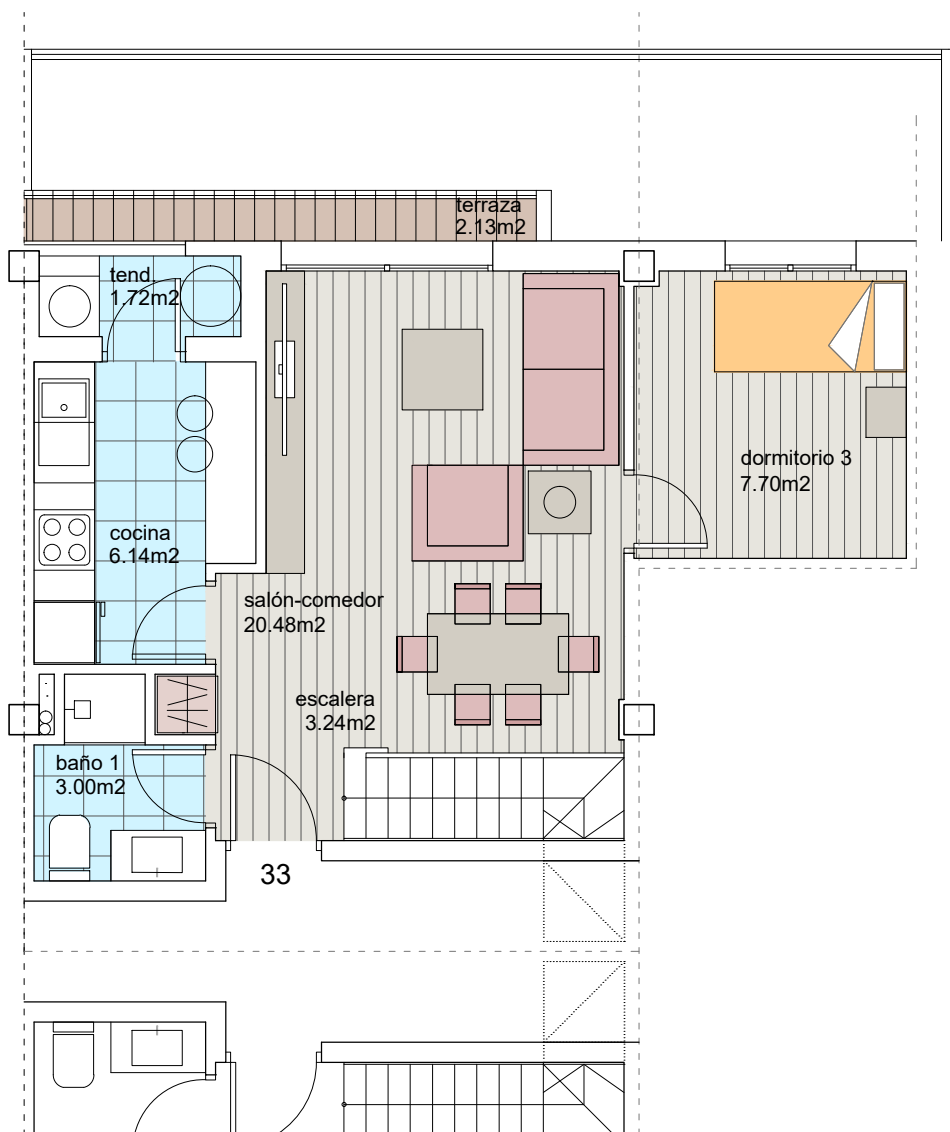 terraza
2.13m2
tend.
1.72m2
dormitorio 3
7.70m2
cocina
6.14m2
salón-comedor
20.48m2
escalera
3.24m2
baño 1
3.00m2
33